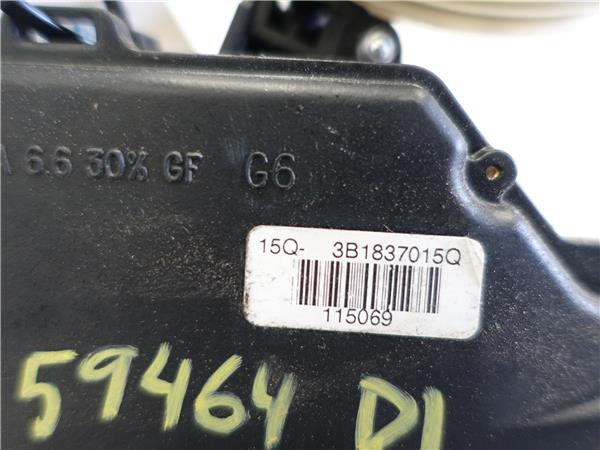 A 6.6 30% GF G6
15Q- 3B1837015Q
115069
59464 DI